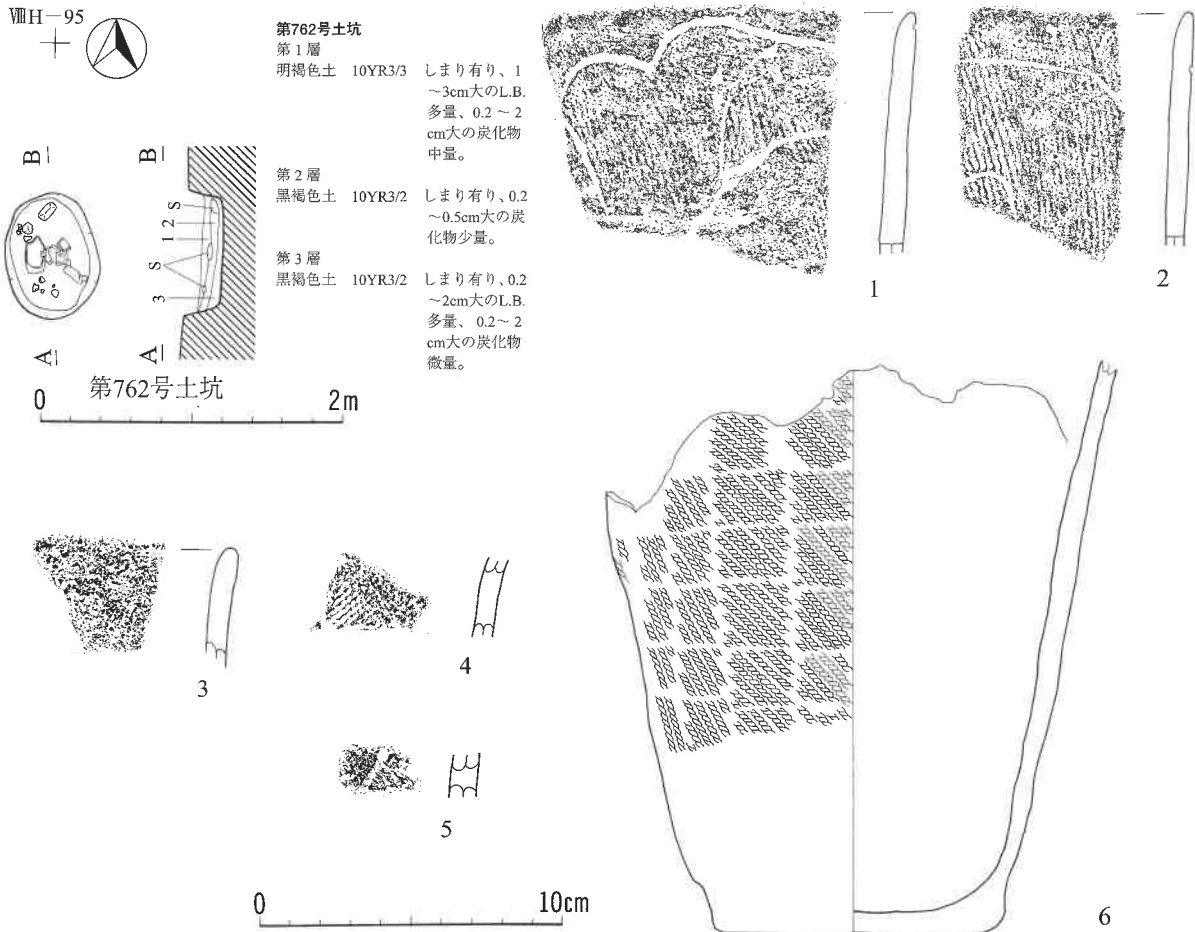 ⅧH－95
第762号土坑
第１層
明褐色土 10YR3/3 しまり有り、1
～3cm大のL.B.
多量、0.2～2
cm大の炭化物
中量。
第２層
黒褐色土 10YR3/2 しまり有り、0.2
～0.5cm大の炭
化物少量。
第３層
黒褐色土 10YR3/2 しまり有り、0.2
～2cm大のL.B.
多量、0.2～2
cm大の炭化物
微量。
B
B
S
2
1
S
3
A
A
第762号土坑
0 2m
1
2
3
4
5
6
0 10cm